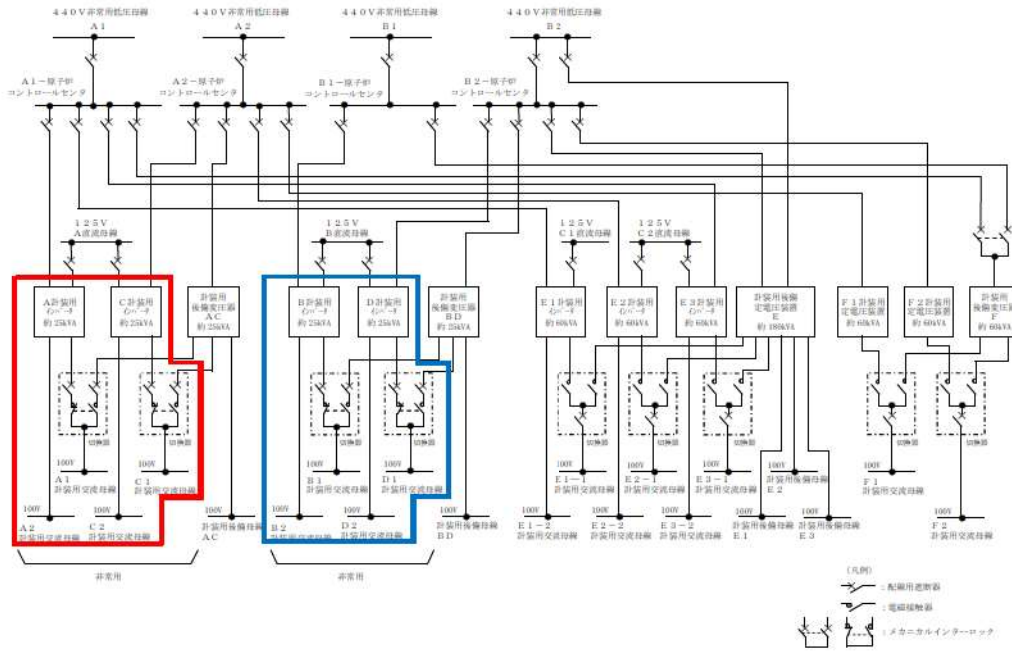 440V非常用低圧母線
A1
440V非常用低圧母線
A2
440V非常用低圧母線
B1
440V非常用低圧母線
B2
A1-原子炉
コントロールセンタ
A2-原子炉
コントロールセンタ
B1-原子炉
コントロールセンタ
B2-原子炉
コントロールセンタ
125V
A直流母線
125V
B直流母線
125V
C1直流母線
125V
C2直流母線
A計装用
インバータ
約25kVA
C計装用
インバータ
約25kVA
計装用
後備変圧器
AC
約25kVA
B計装用
インバータ
約25kVA
D計装用
インバータ
約25kVA
計装用
後備変圧器
BD
約25kVA
E1計装用
インバータ
約60kVA
E2計装用
インバータ
約60kVA
E3計装用
インバータ
約60kVA
計装用後備
定電圧装置
E
約180kVA
F1計装用
定電圧装置
約60kVA
F2計装用
定電圧装置
約60kVA
計装用
後備変圧器
F
約60kVA
切換器
切換器
切換器
切換器
切換器
切換器
切換器
切換器
切換器
100V
A1
計装用交流母線
100V
C1
計装用交流母線
100V
B1
計装用交流母線
100V
D1
計装用交流母線
100V
E1-1
計装用交流母線
100V
E2-1
計装用交流母線
100V
E3-1
計装用交流母線
100V
計装用後備母線
E2
100V
F1
計装用交流母線
100V
A2
計装用交流母線
100V
C2
計装用交流母線
100V
計装用後備母線
AC
100V
B2
計装用交流母線
100V
D2
計装用交流母線
100V
計装用後備母線
BD
100V
E1-2
計装用交流母線
100V
E2-2
計装用交流母線
100V
E3-2
計装用交流母線
100V
計装用後備母線
E1
100V
計装用後備母線
E3
100V
F2
計装用交流母線
非常用
非常用
(凡例)
:配線用遮断器
:電磁接触器
:メカニカルインターロック